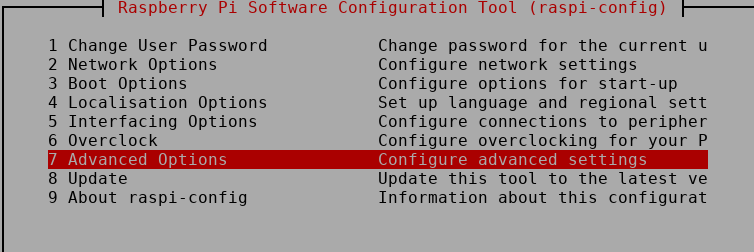 Raspberry Pi Software Configuration Tool (raspi-config)
1 Change User Password Change password for the current u
2 Network Options Configure network settings
3 Boot Options Configure options for start-up
4 Localisation Options Set up language and regional sett
5 Interfacing Options Configure connections to peripher
6 Overclock Configure overclocking for your P
7 Advanced Options Configure advanced settings
8 Update Update this tool to the latest ve
9 About raspi-config Information about this configurat